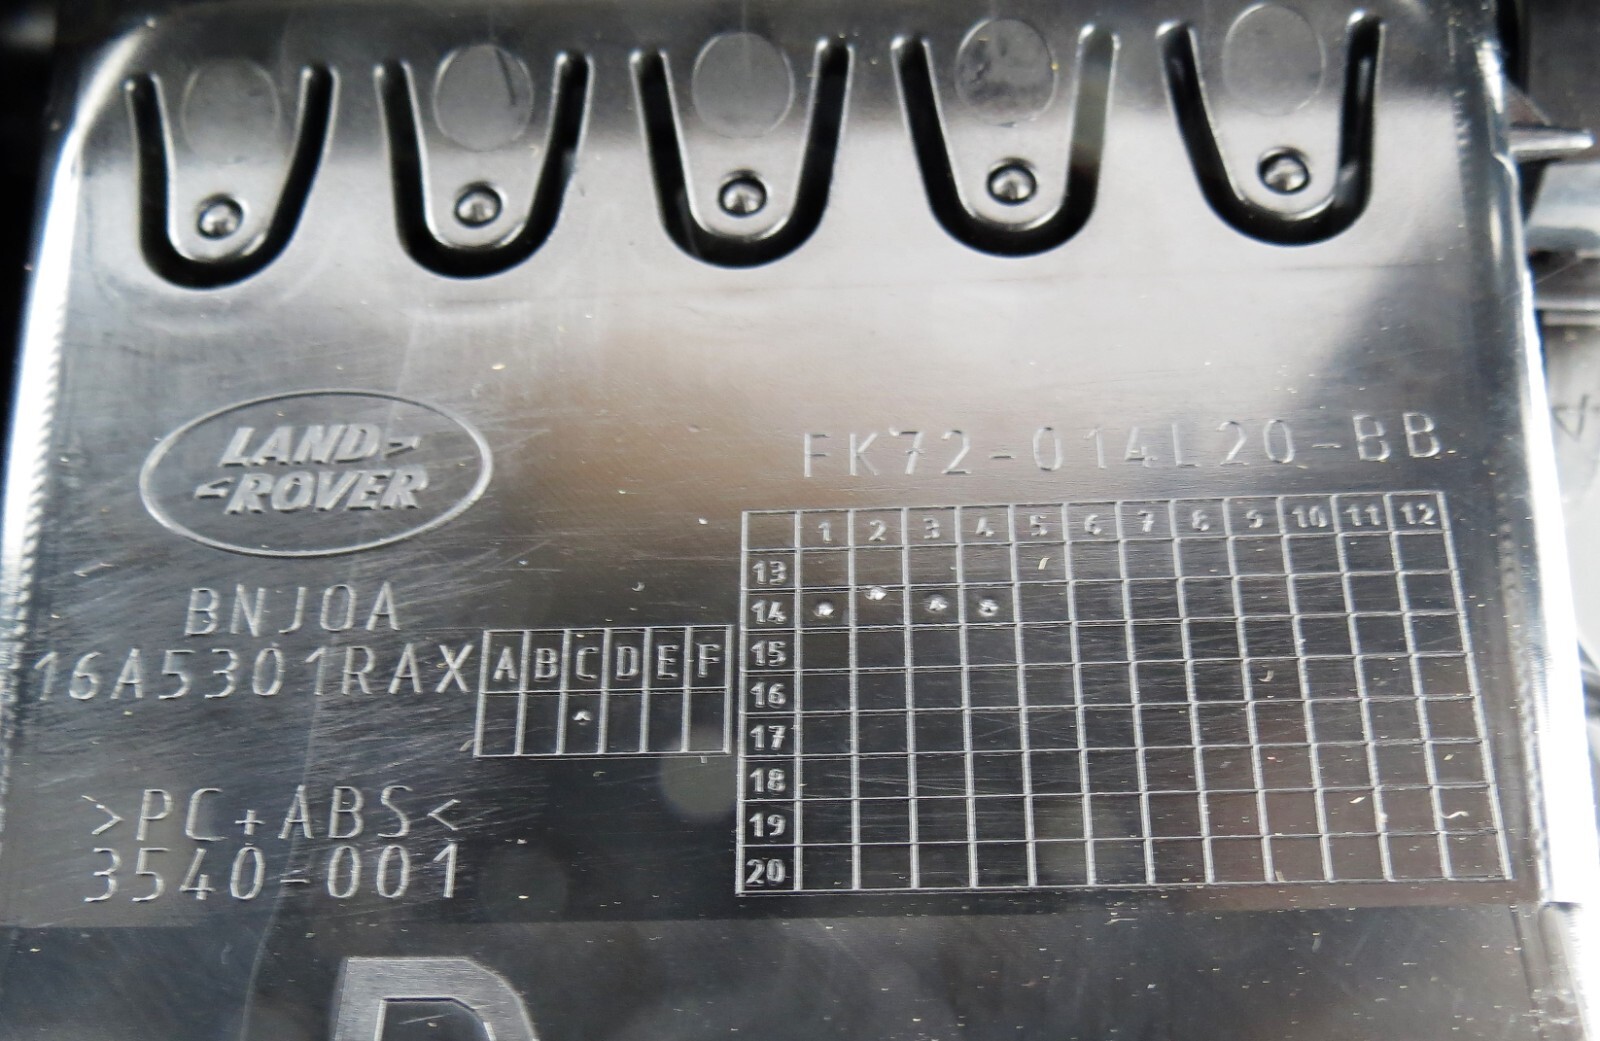 LAND
ROVER
FK72-014L20-BB
BNJOA
16A5301RAX
A B C D E F
>PC+ABS<
3540-001
1 2 3 4 5 6 7 8 9 10 11 12
13
14
15
16
17
18
19
20